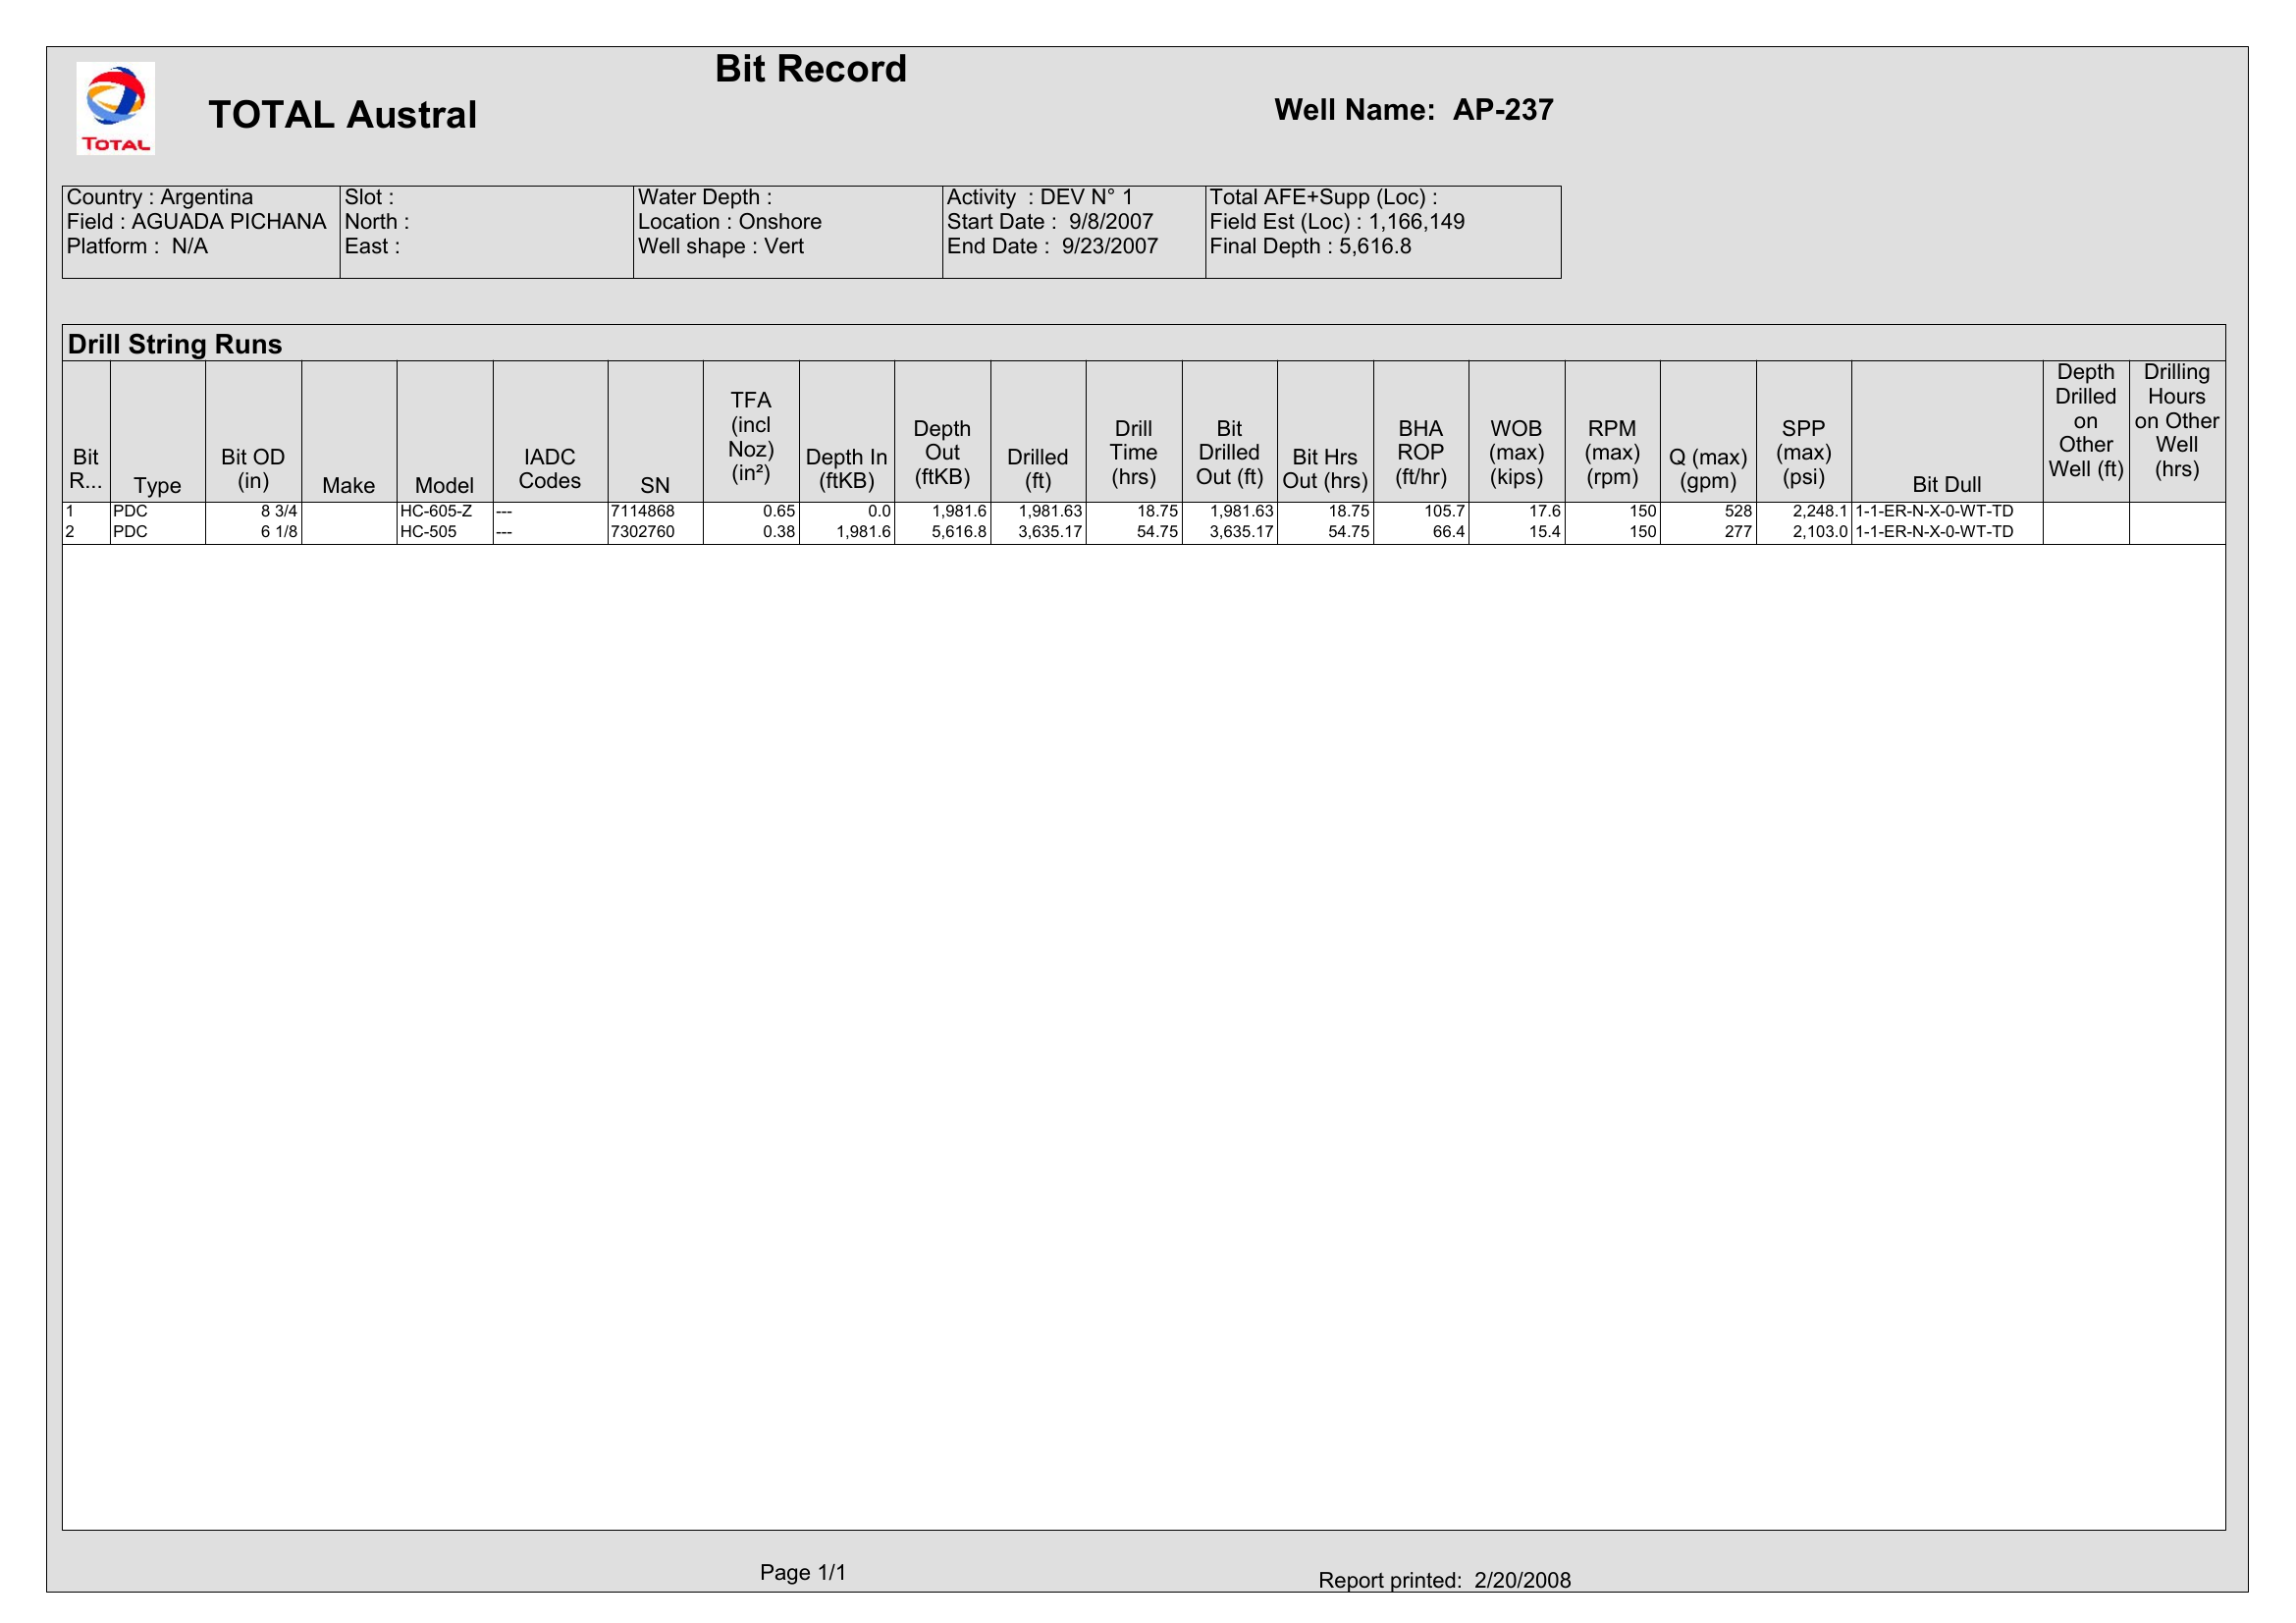 Bit Record
TOTAL
TOTAL Austral
Well Name: AP-237
Country : Argentina
Field : AGUADA PICHANA
Platform : N/A
Slot :
North :
East :
Water Depth :
Location : Onshore
Well shape : Vert
Activity : DEV N° 1
Start Date : 9/8/2007
End Date : 9/23/2007
Total AFE+Supp (Loc) :
Field Est (Loc) : 1,166,149
Final Depth : 5,616.8
Drill String Runs
Bit
R...
Type
Bit OD
(in)
Make
Model
IADC
Codes
SN
TFA
(incl
Noz)
(in²)
Depth In
(ftKB)
Depth
Out
(ftKB)
Drilled
(ft)
Drill
Time
(hrs)
Bit
Drilled
Out (ft)
Bit Hrs
Out (hrs)
BHA
ROP
(ft/hr)
WOB
(max)
(kips)
RPM
(max)
(rpm)
Q (max)
(gpm)
SPP
(max)
(psi)
Bit Dull
Depth
Drilled
on
Other
Well (ft)
Drilling
Hours
on Other
Well
(hrs)
1 PDC 8 3/4 HC-605-Z --- 7114868 0.65 0.0 1,981.6 1,981.63 18.75 1,981.63 18.75 105.7 17.6 150 528 2,248.1 1-1-ER-N-X-0-WT-TD
2 PDC 6 1/8 HC-505 --- 7302760 0.38 1,981.6 5,616.8 3,635.17 54.75 3,635.17 54.75 66.4 15.4 150 277 2,103.0 1-1-ER-N-X-0-WT-TD
Page 1/1
Report printed: 2/20/2008